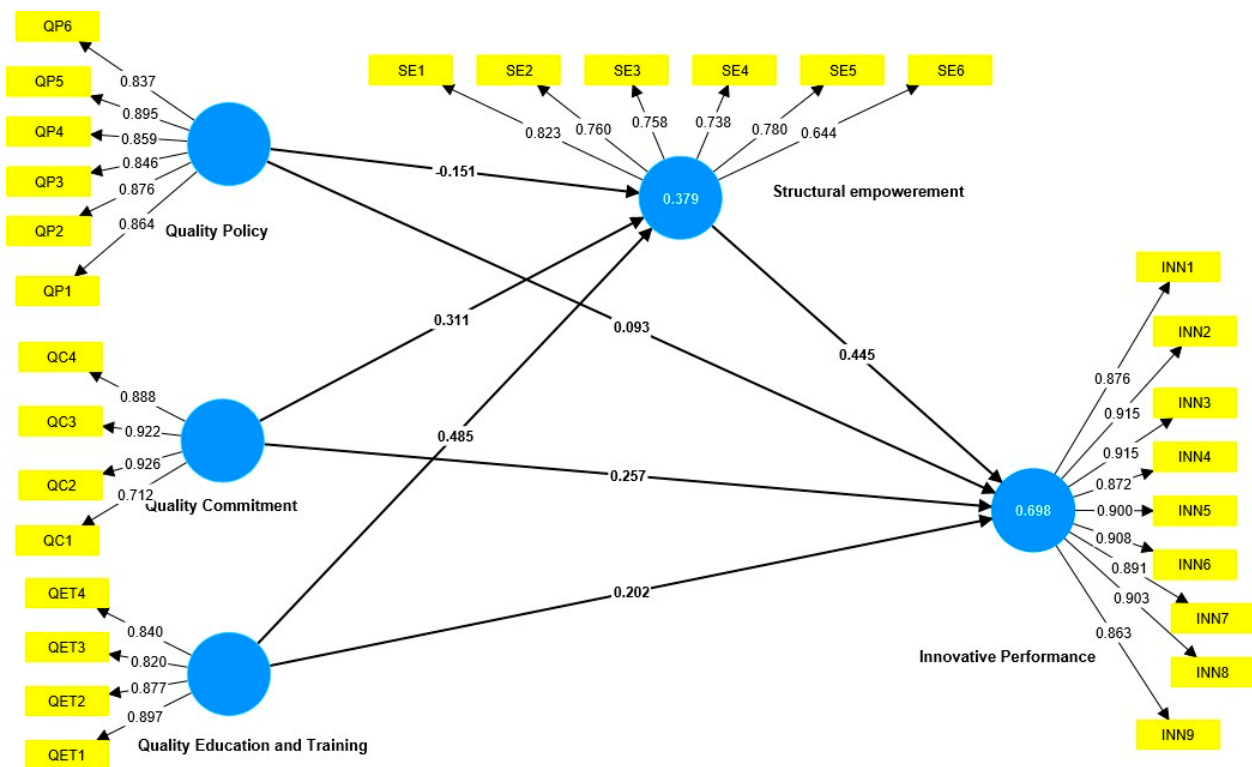 QP6
QP5
QP4
QP3
QP2
QP1
0.837
0.895
0.859
0.846
0.876
0.864
Quality Policy
SE1
SE2
SE3
SE4
SE5
SE6
0.823
0.760
0.758
0.738
0.780
0.644
0.379
Structural empowerement
-0.151
0.093
0.311
0.445
0.485
0.257
0.202
QC4
QC3
QC2
QC1
0.888
0.922
0.926
0.712
Quality Commitment
QET4
QET3
QET2
QET1
0.840
0.820
0.877
0.897
Quality Education and Training
INN1
INN2
INN3
INN4
INN5
INN6
INN7
INN8
INN9
0.876
0.915
0.915
0.872
0.900
0.908
0.891
0.903
0.863
0.698
Innovative Performance